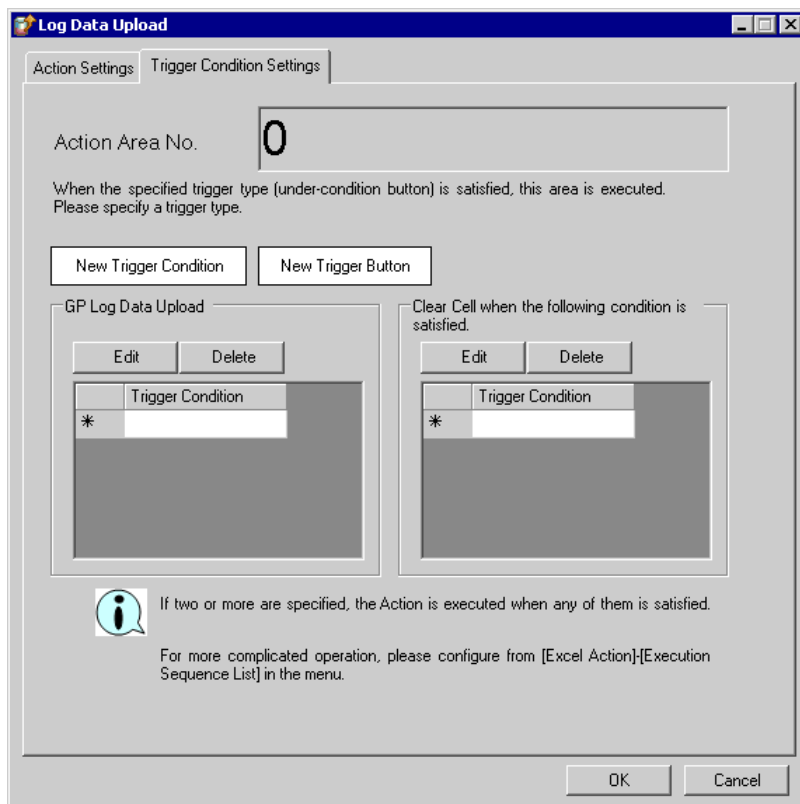 Log Data Upload
Action Settings
Trigger Condition Settings
Action Area No.
0
When the specified trigger type (under-condition button) is satisfied, this area is executed.
Please specify a trigger type.
New Trigger Condition
New Trigger Button
GP Log Data Upload
Edit
Delete
Trigger Condition
*
Clear Cell when the following condition is
satisfied.
Edit
Delete
Trigger Condition
*
If two or more are specified, the Action is executed when any of them is satisfied.
For more complicated operation, please configure from [Excel Action]-[Execution
Sequence List] in the menu.
OK
Cancel